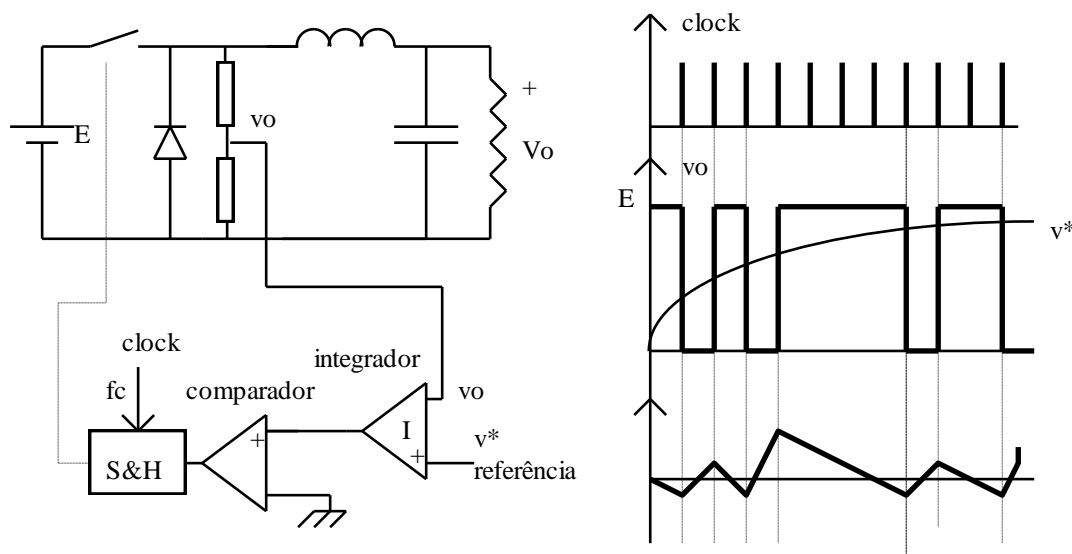 E
vo
+
Vo
clock
fc
S&H
comparador
+
integrador
I
+
vo
v*
referência
clock
vo
E
v*